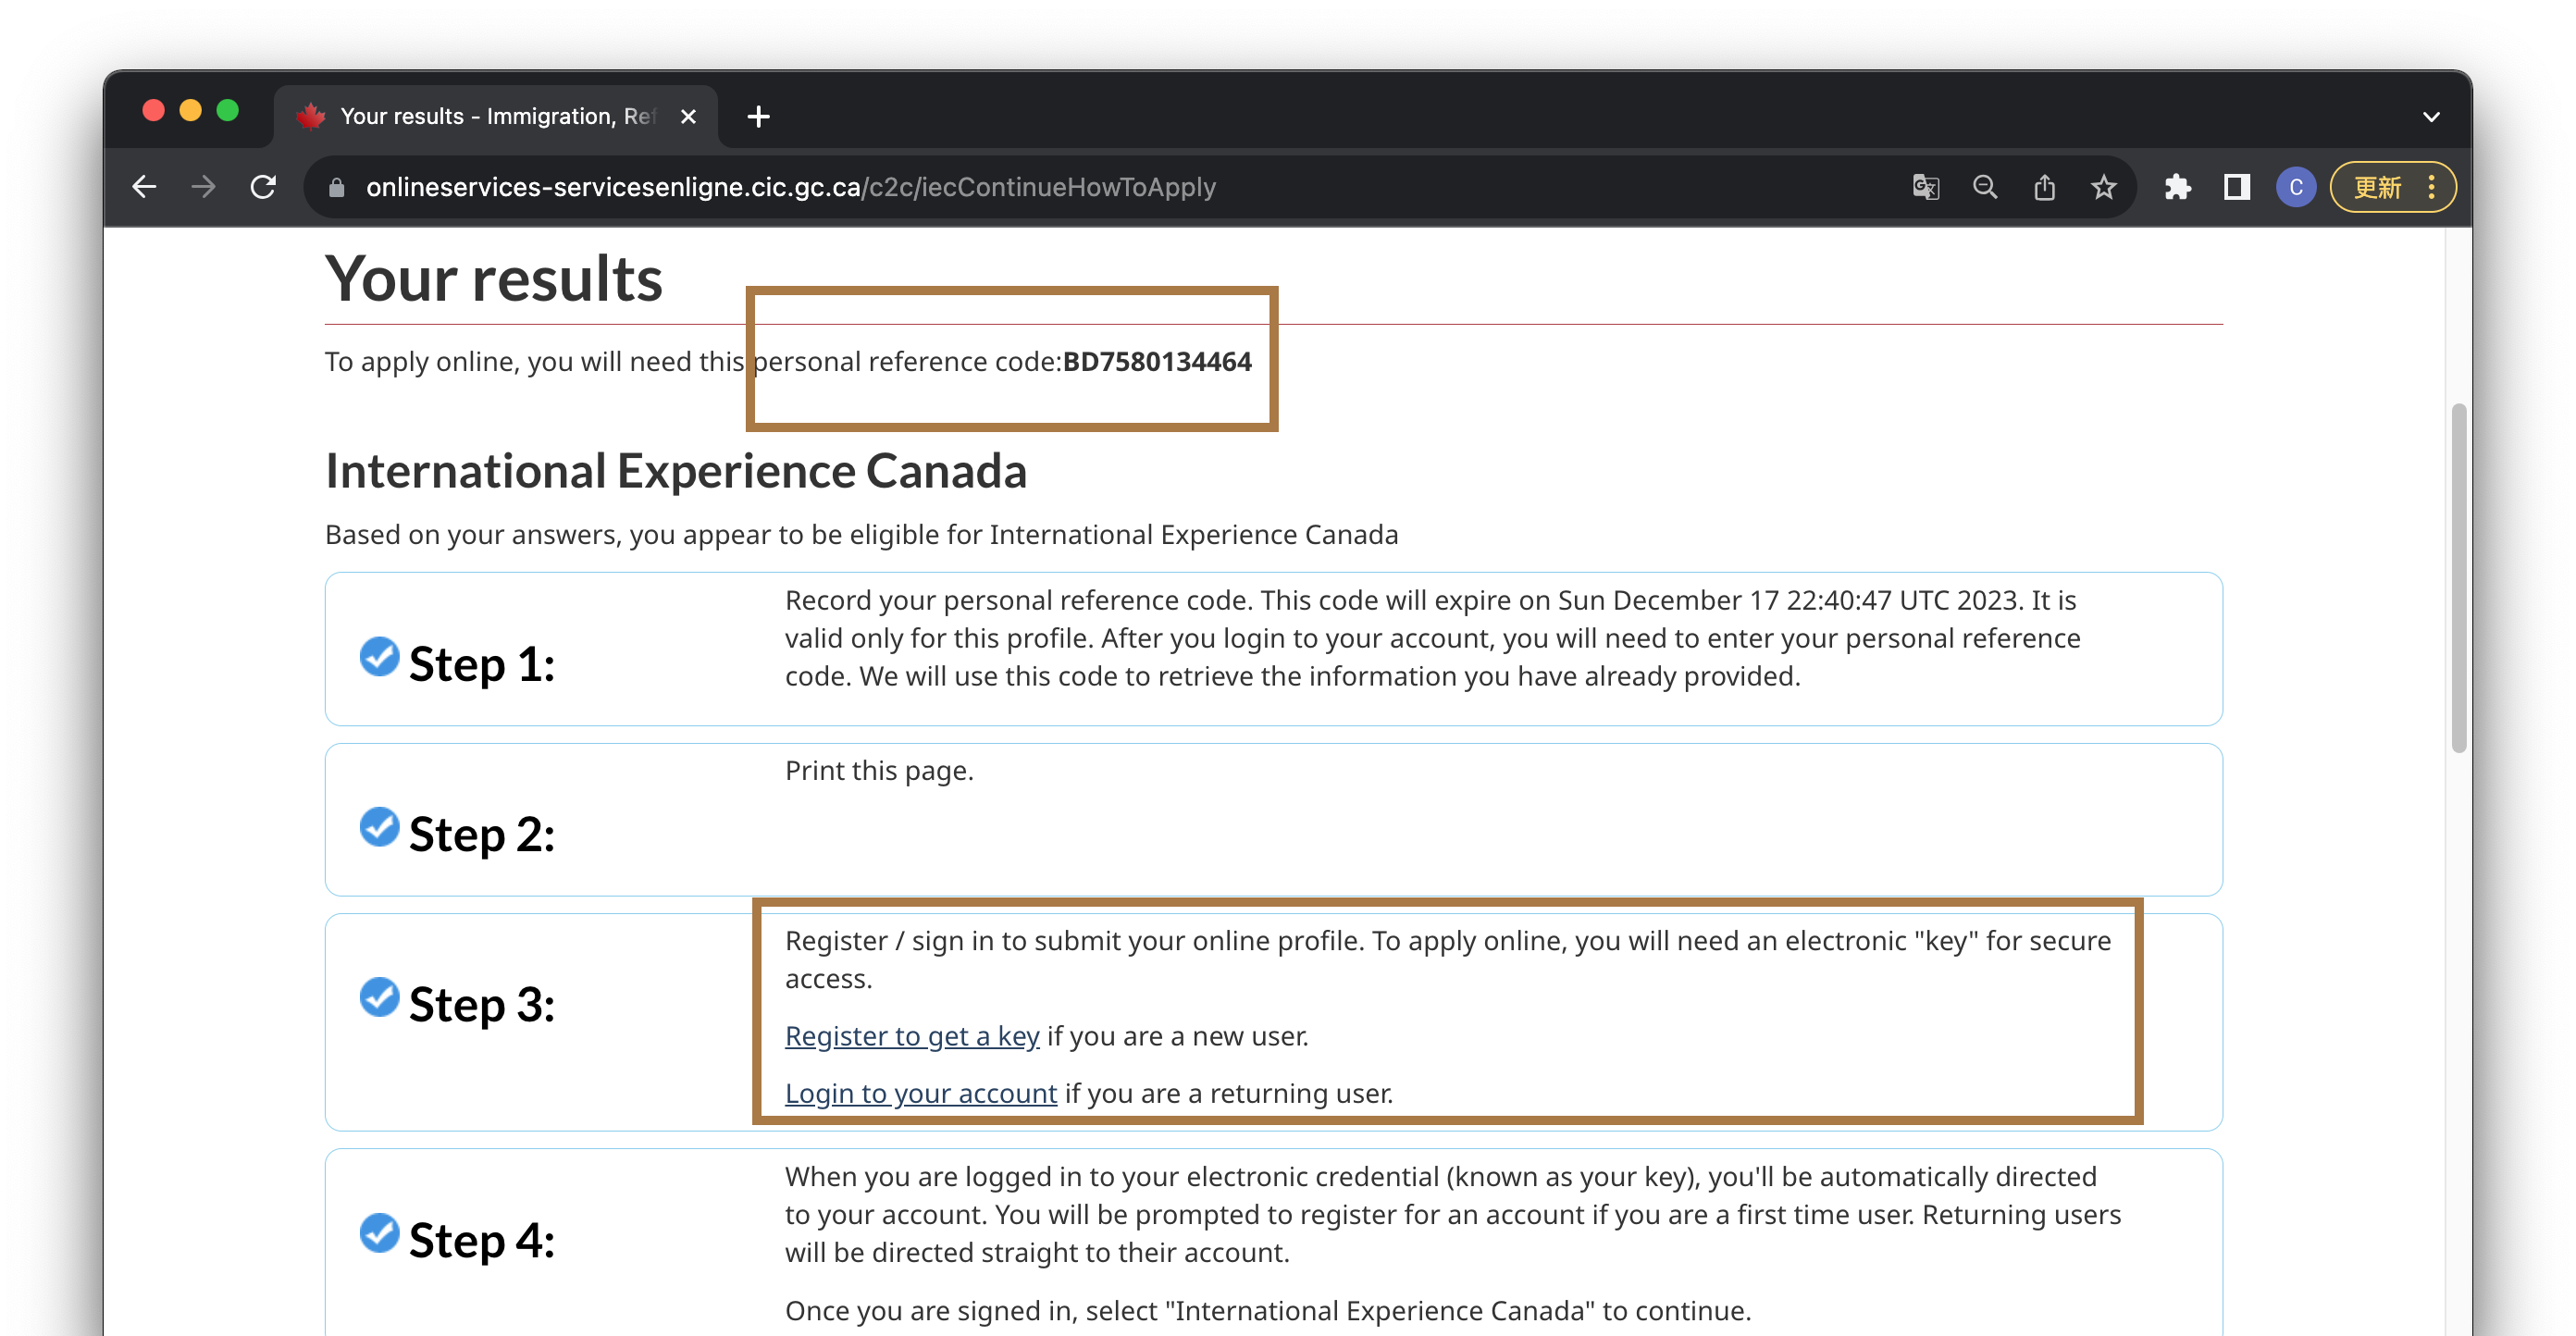 Your results - Immigration, Ref
onlineservices-servicesenligne.cic.gc.ca/c2c/iecContinueHowToApply
C
更新
Your results
To apply online, you will need this personal reference code:BD7580134464
International Experience Canada
Based on your answers, you appear to be eligible for International Experience Canada
Step 1:
Record your personal reference code. This code will expire on Sun December 17 22:40:47 UTC 2023. It is
valid only for this profile. After you login to your account, you will need to enter your personal reference
code. We will use this code to retrieve the information you have already provided.
Step 2:
Print this page.
Step 3:
Register / sign in to submit your online profile. To apply online, you will need an electronic "key" for secure
access.
Register to get a key if you are a new user.
Login to your account if you are a returning user.
Step 4:
When you are logged in to your electronic credential (known as your key), you'll be automatically directed
to your account. You will be prompted to register for an account if you are a first time user. Returning users
will be directed straight to their account.
Once you are signed in, select "International Experience Canada" to continue.